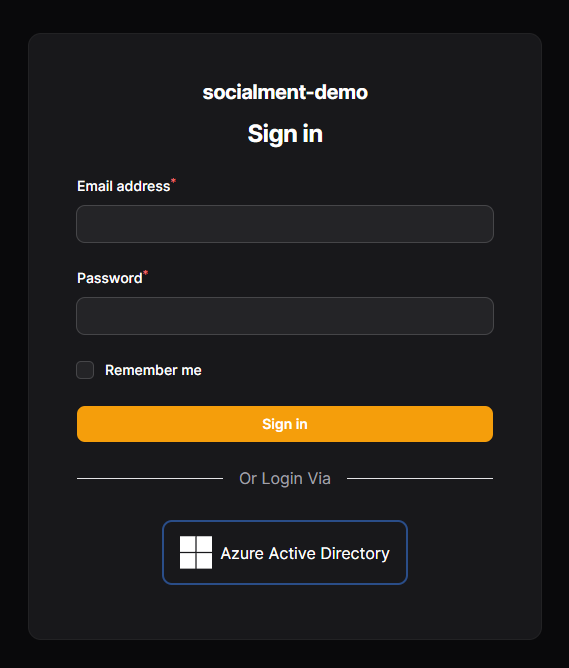 socialment-demo
Sign in
Email address*
Password*
Remember me
Sign in
Or Login Via
Azure Active Directory